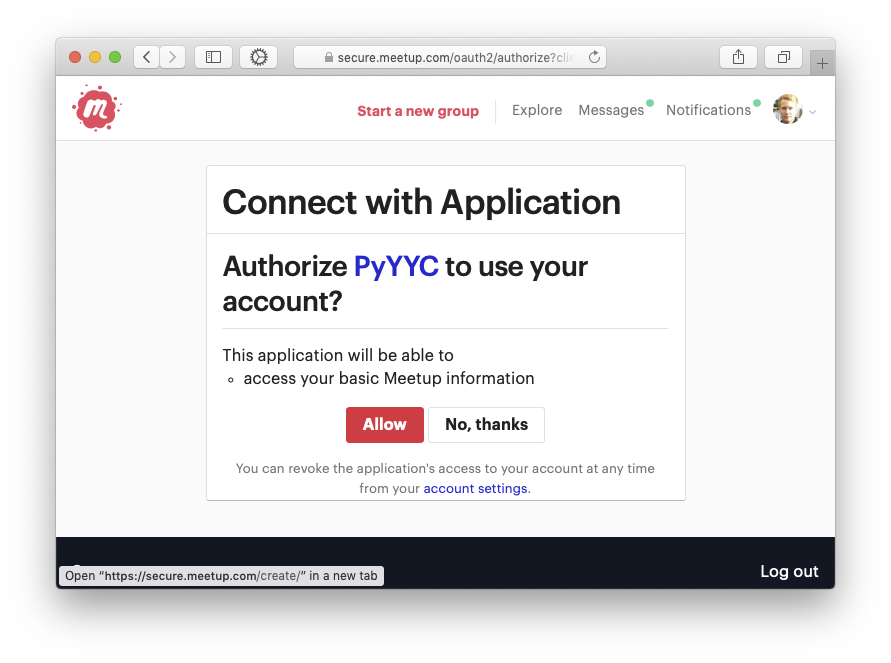 secure.meetup.com/oauth2/authorize?clie
m
Start a new group
Explore
Messages
Notifications
Connect with Application
Authorize PyYYC to use your
account?
This application will be able to
access your basic Meetup information
Allow
No, thanks
You can revoke the application's access to your account at any time
from your account settings.
Log out
Open “https://secure.meetup.com/create/” in a new tab